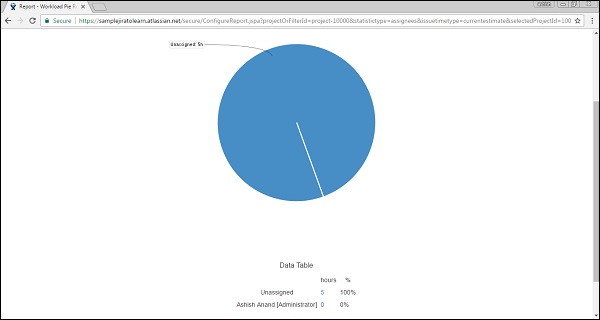 Report - Workload Pie R
Secure https://samplejiratolearn.atlassian.net/secure/ConfigureReport.jspa?projectOrFilterId=project-10000&statistictype=assignees&issuetimetype=currentestimate&selectedProjectId=100
Unassigned: 5h
Data Table
hours %
Unassigned 5 100%
Ashish Anand [Administrator] 0 0%